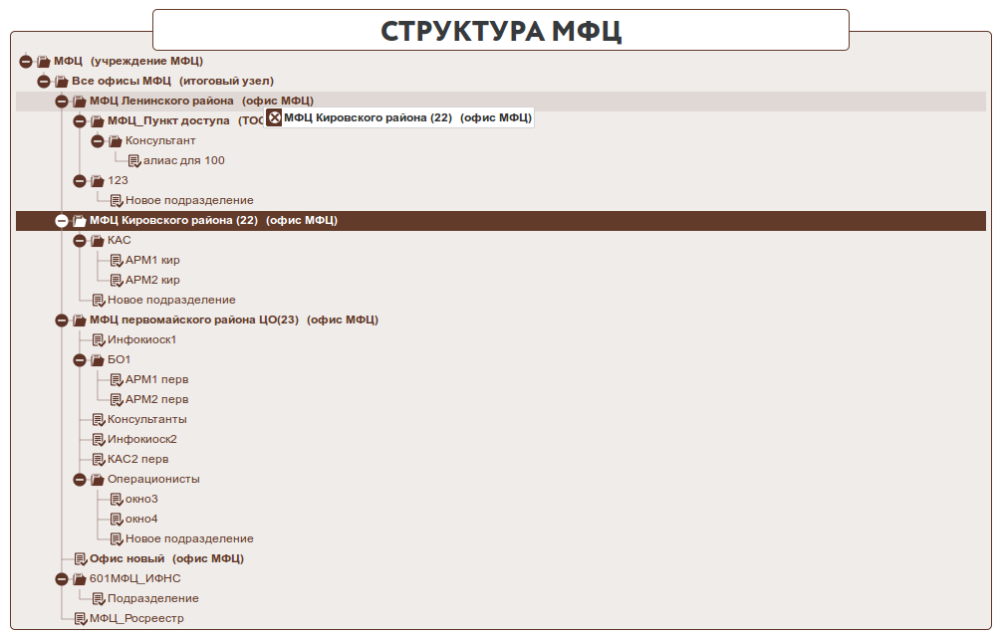 СТРУКТУРА МФЦ
МФЦ (учреждение МФЦ)
Все офисы МФЦ (итоговый узел)
МФЦ Ленинского района (офис МФЦ)
МФЦ_Пункт доступа (ТОС
МФЦ Кировского района (22) (офис МФЦ)
Консультант
алиас для 100
123
Новое подразделение
МФЦ Кировского района (22) (офис МФЦ)
КАС
АРМ1 кир
АРМ2 кир
Новое подразделение
МФЦ первомайского района ЦО(23) (офис МФЦ)
Инфокиоск1
БО1
АРМ1 перв
АРМ2 перв
Консультанты
Инфокиоск2
КАС2 перв
Операционисты
окно3
окно4
Новое подразделение
Офис новый (офис МФЦ)
601МФЦ_ИФНС
Подразделение
МФЦ_Росреестр